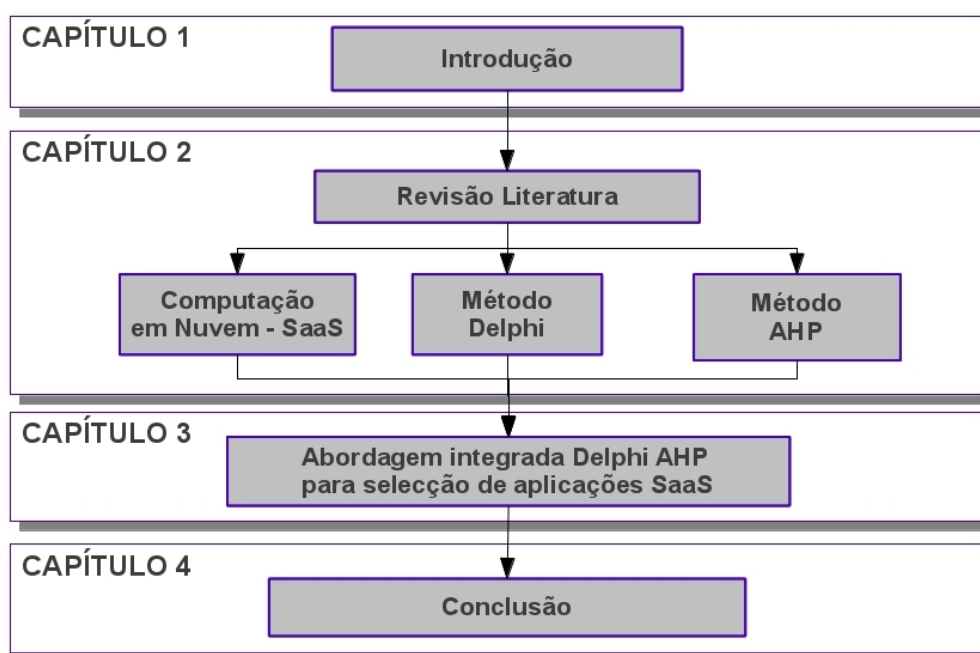 CAPÍTULO 1
Introdução
CAPÍTULO 2
Revisão Literatura
Computação
em Nuvem - SaaS
Método
Delphi
Método
AHP
CAPÍTULO 3
Abordagem integrada Delphi AHP
para selecção de aplicações SaaS
CAPÍTULO 4
Conclusão